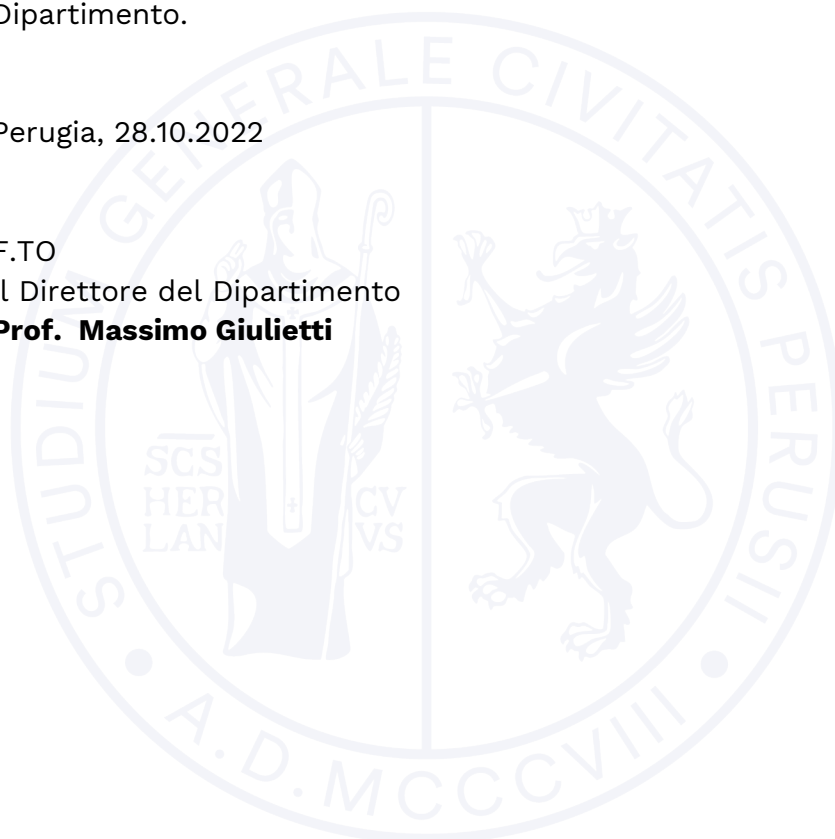 Dipartimento.
Perugia, 28.10.2022
F.TO
Il Direttore del Dipartimento
Prof. Massimo Giulietti
STUDIUM GENERALE CIVITATIS PERUSII
SCS
HER CV
LAN VS
A.D. MCCCVIII